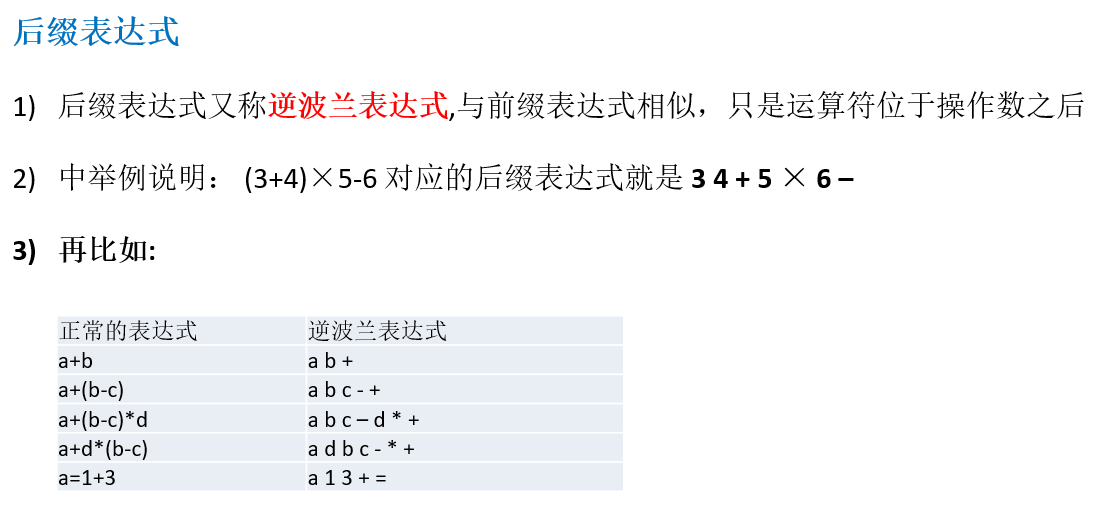 后缀表达式
1) 后缀表达式又称逆波兰表达式,与前缀表达式相似，只是运算符位于操作数之后
2) 中举例说明： (3+4)×5-6 对应的后缀表达式就是 3 4 + 5 × 6 –
3) 再比如:
正常的表达式 逆波兰表达式
a+b a b +
a+(b-c) a b c - +
a+(b-c)*d a b c – d * +
a+d*(b-c) a d b c - * +
a=1+3 a 1 3 + =